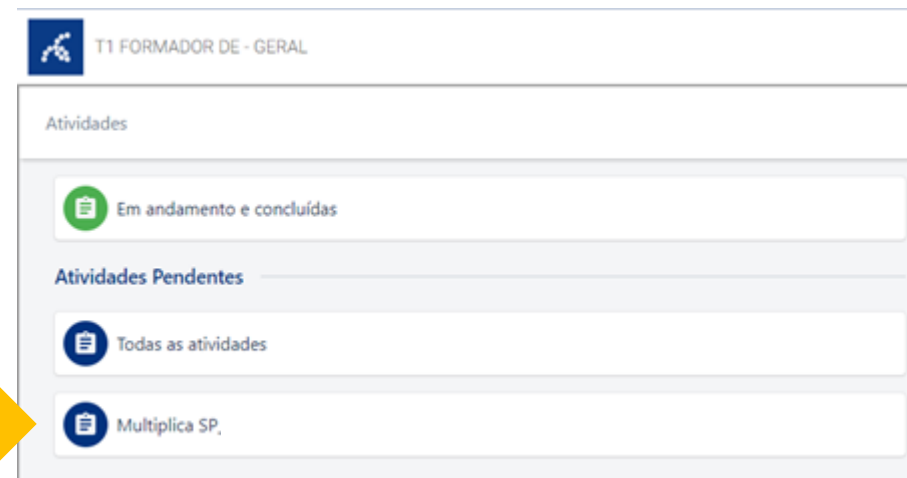 T1 FORMADOR DE - GERAL
Atividades
Em andamento e concluídas
Atividades Pendentes
Todas as atividades
Multiplica SP.